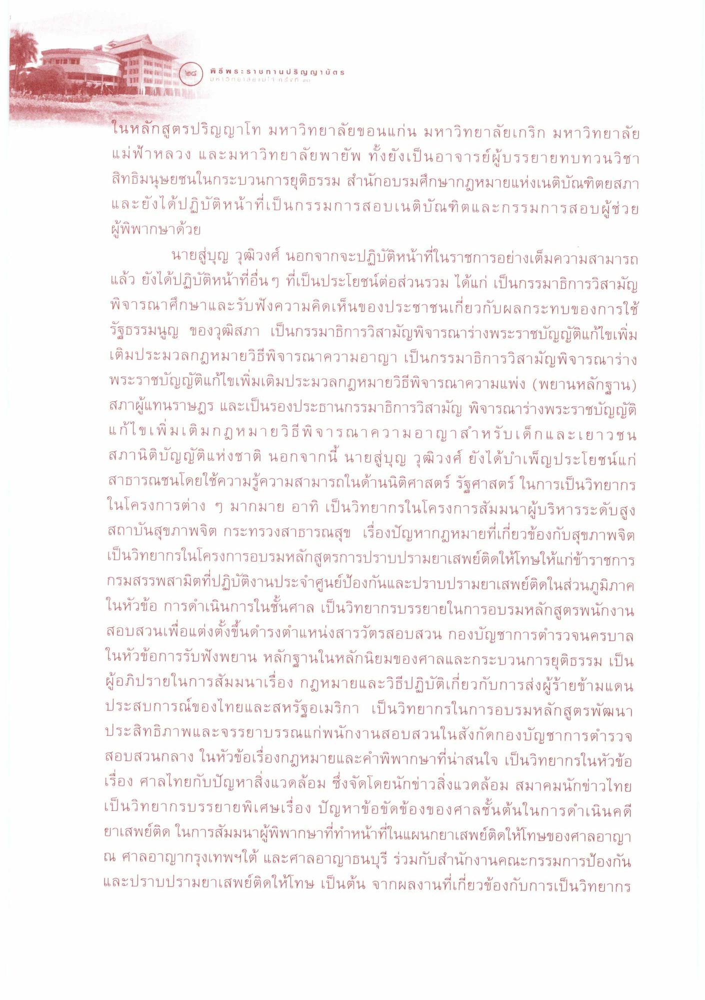 ๒๘
พิธีพระราชทานปริญญาบัตร
มหาวิทยาลัยแม่โจ้ ครั้งที่ ๓๐
ในหลักสูตรปริญญาโท มหาวิทยาลัยขอนแก่น มหาวิทยาลัยเกริก มหาวิทยาลัย
แม่ฟ้าหลวง และมหาวิทยาลัยพายัพ ทั้งยังเป็นอาจารย์ผู้บรรยายทบทวนวิชา
สิทธิมนุษยชนในกระบวนการยุติธรรม สำนักอบรมศึกษากฎหมายแห่งเนติบัณฑิตยสภา
และยังได้ปฏิบัติหน้าที่เป็นกรรมการสอบเนติบัณฑิตและกรรมการสอบผู้ช่วย
ผู้พิพากษาด้วย
นายสู่บุญ วุฒิวงศ์ นอกจากจะปฏิบัติหน้าที่ในราชการอย่างเต็มความสามารถ
แล้ว ยังได้ปฏิบัติหน้าที่อื่นๆ ที่เป็นประโยชน์ต่อส่วนรวม ได้แก่ เป็นกรรมาธิการวิสามัญ
พิจารณาศึกษาและรับฟังความคิดเห็นของประชาชนเกี่ยวกับผลกระทบของการใช้
รัฐธรรมนูญ ของวุฒิสภา เป็นกรรมาธิการวิสามัญพิจารณาร่างพระราชบัญญัติแก้ไขเพิ่ม
เติมประมวลกฎหมายวิธีพิจารณาความอาญา เป็นกรรมาธิการวิสามัญพิจารณาร่าง
พระราชบัญญัติแก้ไขเพิ่มเติมประมวลกฎหมายวิธีพิจารณาความแพ่ง (พยานหลักฐาน)
สภาผู้แทนราษฎร และเป็นรองประธานกรรมาธิการวิสามัญ พิจารณาร่างพระราชบัญญัติ
แก้ไขเพิ่มเติมกฎหมายวิธีพิจารณาความอาญาสำหรับเด็กและเยาวชน
สภานิติบัญญัติแห่งชาติ นอกจากนี้ นายสู่บุญ วุฒิวงศ์ ยังได้บำเพ็ญประโยชน์แก่
สาธารณชนโดยใช้ความรู้ความสามารถในด้านนิติศาสตร์ รัฐศาสตร์ ในการเป็นวิทยากร
ในโครงการต่าง ๆ มากมาย อาทิ เป็นวิทยากรในโครงการสัมมนาผู้บริหารระดับสูง
สถาบันสุขภาพจิต กระทรวงสาธารณสุข เรื่องปัญหากฎหมายที่เกี่ยวข้องกับสุขภาพจิต
เป็นวิทยากรในโครงการอบรมหลักสูตรการปราบปรามยาเสพย์ติดให้โทษให้แก่ข้าราชการ
กรมสรรพสามิตที่ปฏิบัติงานประจำศูนย์ป้องกันและปราบปรามยาเสพย์ติดในส่วนภูมิภาค
ในหัวข้อ การดำเนินการในชั้นศาล เป็นวิทยากรบรรยายในการอบรมหลักสูตรพนักงาน
สอบสวนเพื่อแต่งตั้งขึ้นดำรงตำแหน่งสารวัตรสอบสวน กองบัญชาการตำรวจนครบาล
ในหัวข้อการรับฟังพยาน หลักฐานในหลักนิยมของศาลและกระบวนการยุติธรรม เป็น
ผู้อภิปรายในการสัมมนาเรื่อง กฎหมายและวิธีปฏิบัติเกี่ยวกับการส่งผู้ร้ายข้ามแดน
ประสบการณ์ของไทยและสหรัฐอเมริกา เป็นวิทยากรในการอบรมหลักสูตรพัฒนา
ประสิทธิภาพและจรรยาบรรณแก่พนักงานสอบสวนในสังกัดกองบัญชาการตำรวจ
สอบสวนกลาง ในหัวข้อเรื่องกฎหมายและคำพิพากษาที่น่าสนใจ เป็นวิทยากรในหัวข้อ
เรื่อง ศาลไทยกับปัญหาสิ่งแวดล้อม ซึ่งจัดโดยนักข่าวสิ่งแวดล้อม สมาคมนักข่าวไทย
เป็นวิทยากรบรรยายพิเศษเรื่อง ปัญหาข้อขัดข้องของศาลชั้นต้นในการดำเนินคดี
ยาเสพย์ติด ในการสัมมนาผู้พิพากษาที่ทำหน้าที่ในแผนกยาเสพย์ติดให้โทษของศาลอาญา
ณ ศาลอาญากรุงเทพฯใต้ และศาลอาญาธนบุรี ร่วมกับสำนักงานคณะกรรมการป้องกัน
และปราบปรามยาเสพย์ติดให้โทษ เป็นต้น จากผลงานที่เกี่ยวข้องกับการเป็นวิทยากร